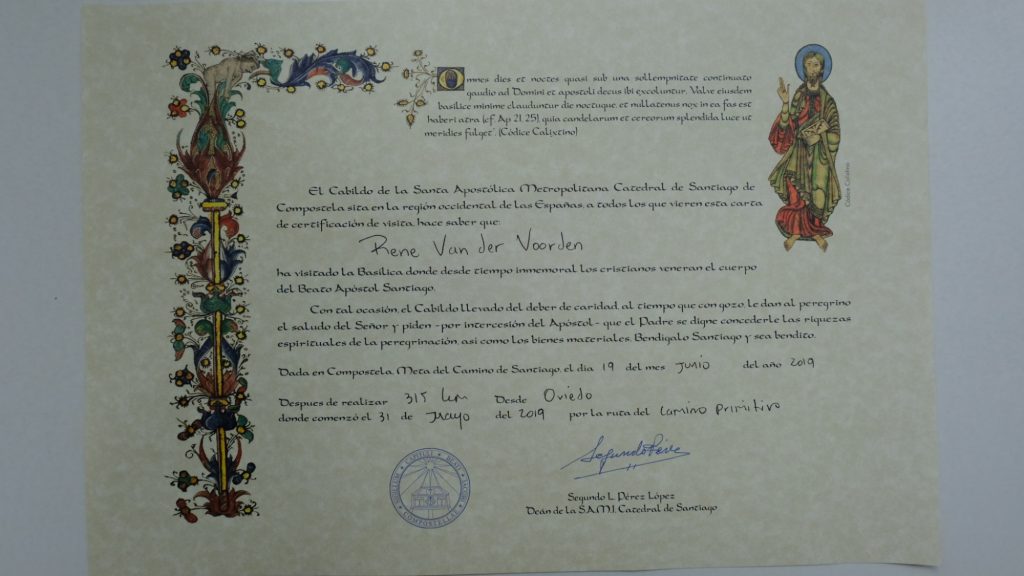 Omnes dies et noctes quasi sub una sollempnitate continuato
gaudio ad Domini et apostoli decus ibi excoluntur. Valve eiusdem
basilice minime clauduntur die noctuque, et nullatenus nox in ea fas est
haberi atra (cf. Ap 21, 25), quia candelarum et cereorum splendida luce ut
meridies fulget". (Códice Calixtino)
Códice Calixtino
El Cabildo de la Santa Apostólica Metropolitana Catedral de Santiago de
Compostela sita en la región occidental de las Españas, a todos los que vieren esta carta
de certificación de visita, hace saber que:
Rene Van der Voorden
ha visitado la Basílica donde desde tiempo inmemoral los cristianos veneran el cuerpo
del Beato Apóstol Santiago.
Con tal ocasión, el Cabildo llevado del deber de caridad, al tiempo que con gozo, le dan al peregrino
el saludo del Señor y piden -por intercesión del Apóstol- que el Padre se digne concederle las riquezas
espirituales de la peregrinación, así como los bienes materiales. Bendígalo Santiago y sea bendito.
Dada en Compostela, Meta del Camino de Santiago, el día 19 del mes Junio del año 2019
Despues de realizar 315 km Desde Oviedo
donde comenzó el 31 de Mayo del 2019 por la ruta del Camino Primitivo
Segundo L. Pérez López
Deán de la S.A.M.I. Catedral de Santiago